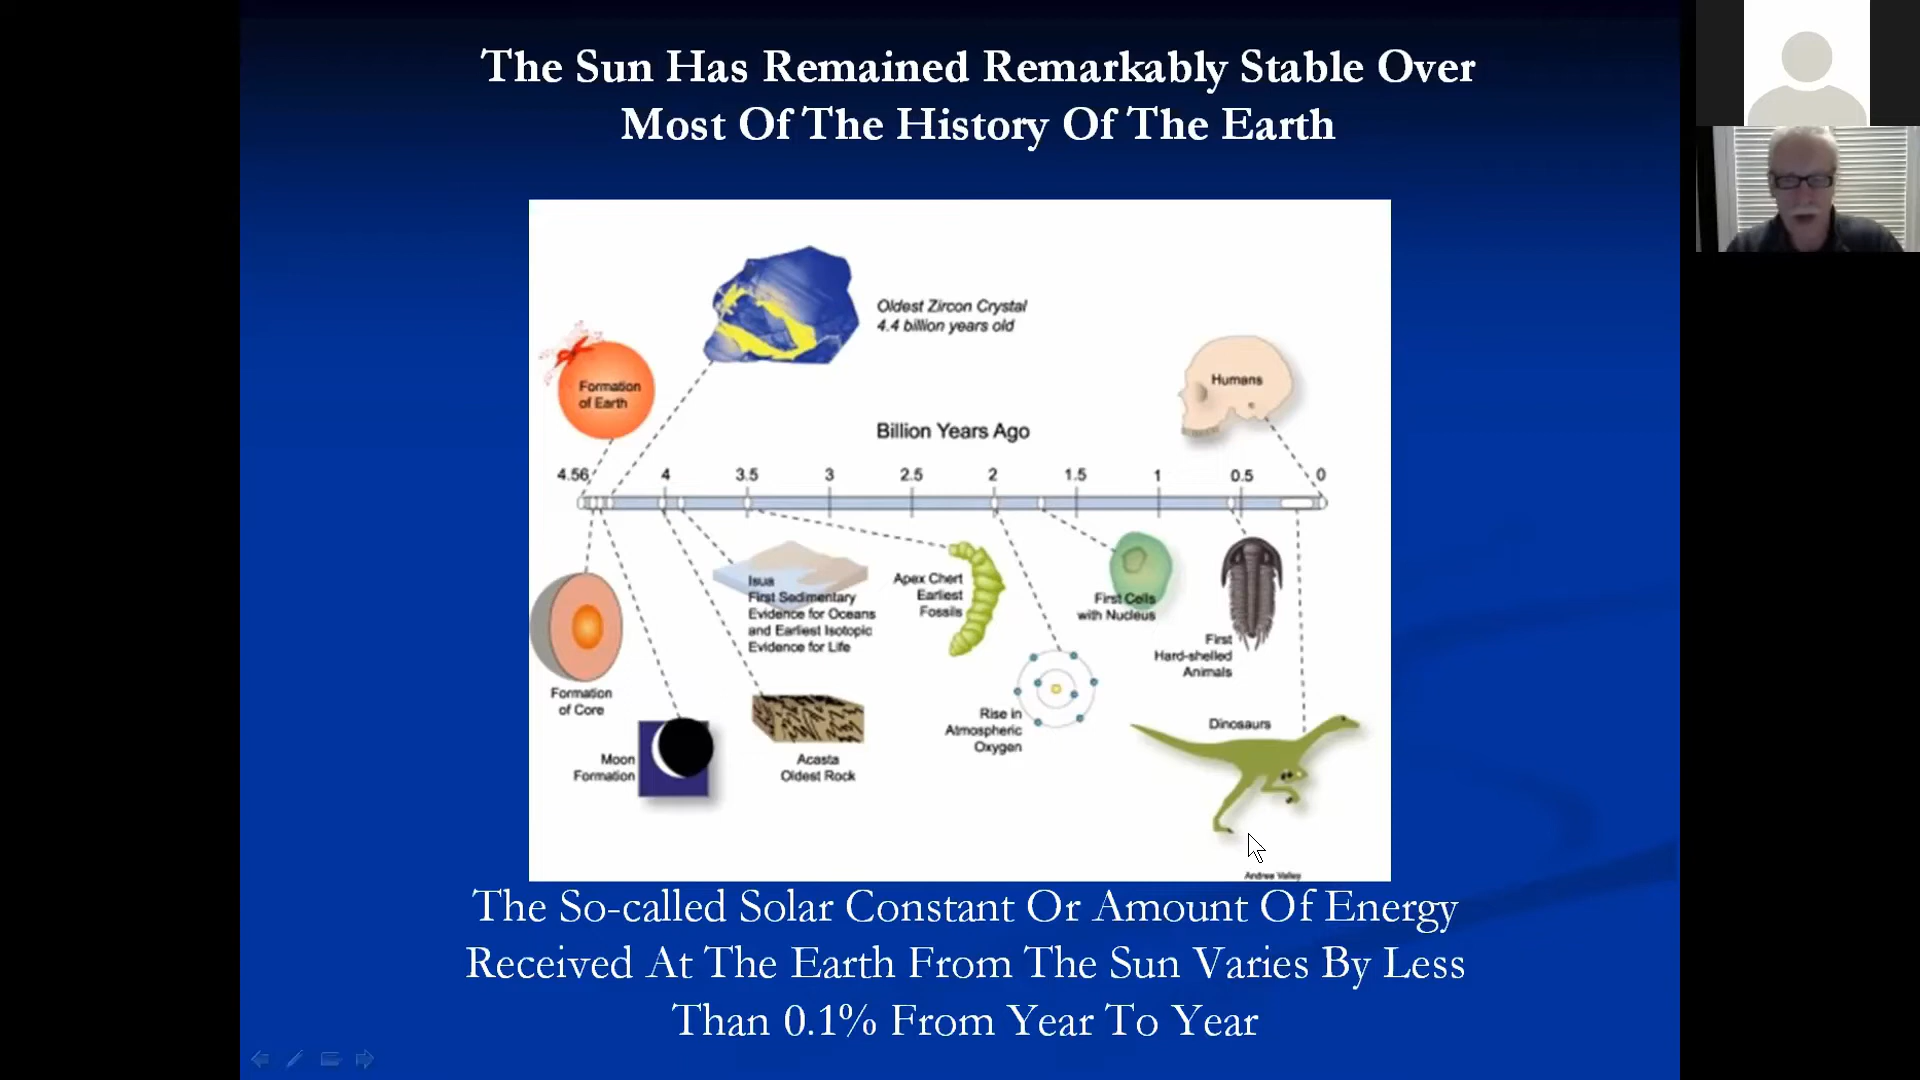 The Sun Has Remained Remarkably Stable Over
Most Of The History Of The Earth
Oldest Zircon Crystal
4.4 billion years old
Formation
of Earth
Humans
Billion Years Ago
4.56 4 3.5 3 2.5 2 1.5 1 0.5 0
Isua
First Sedimentary
Evidence for Oceans
and Earliest Isotopic
Evidence for Life
Apex Chert
Earliest
Fossils
First Cells
with Nucleus
First
Hard-shelled
Animals
Formation
of Core
Rise in
Atmospheric
Oxygen
Dinosaurs
Moon
Formation
Acasta
Oldest Rock
Andree Valley
The So-called Solar Constant Or Amount Of Energy
Received At The Earth From The Sun Varies By Less
Than 0.1% From Year To Year